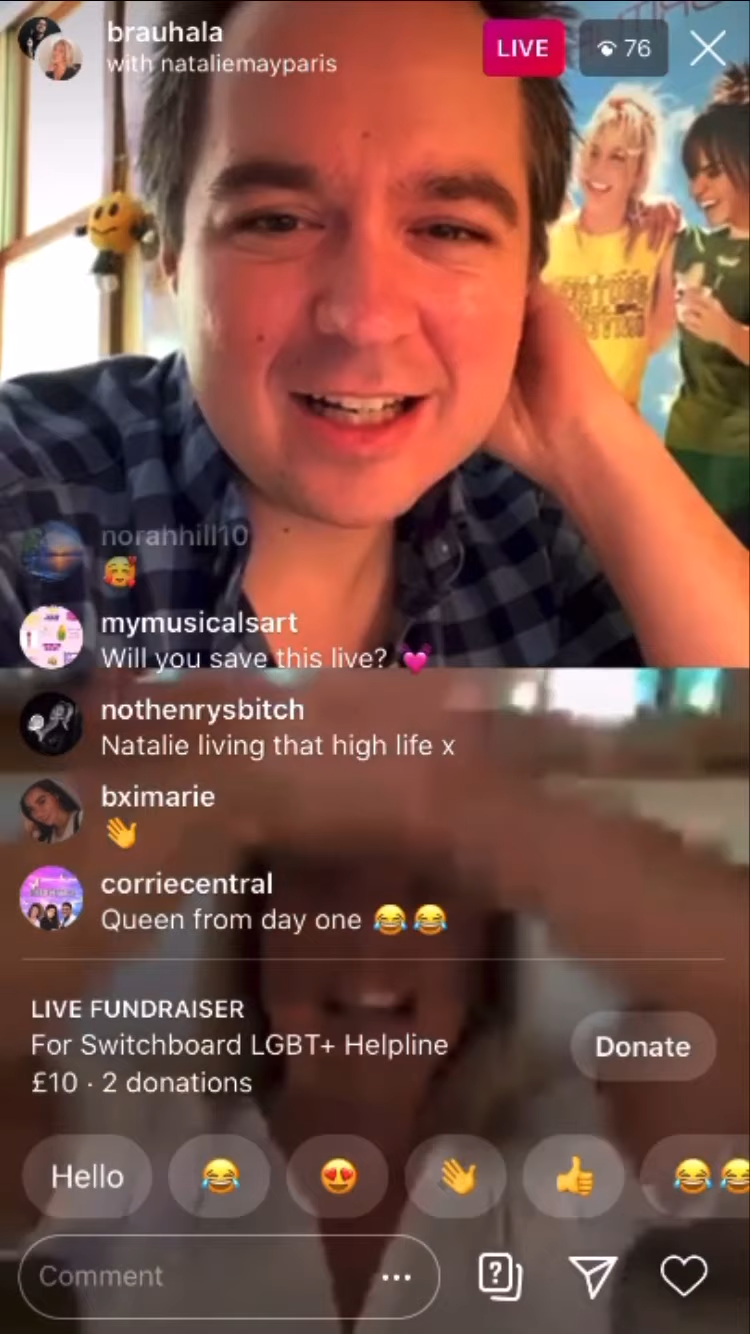 brauhala
with nataliemayparis
LIVE
76
norahhill10
🥰
mymusicalsart
Will you save this live? 💓
nothenrysbitch
Natalie living that high life x
bximarie
👋
corriecentral
Queen from day one 😂😂
LIVE FUNDRAISER
For Switchboard LGBT+ Helpline
£10 · 2 donations
Donate
Hello 😂 😍 👋 👍 😂😂
Comment